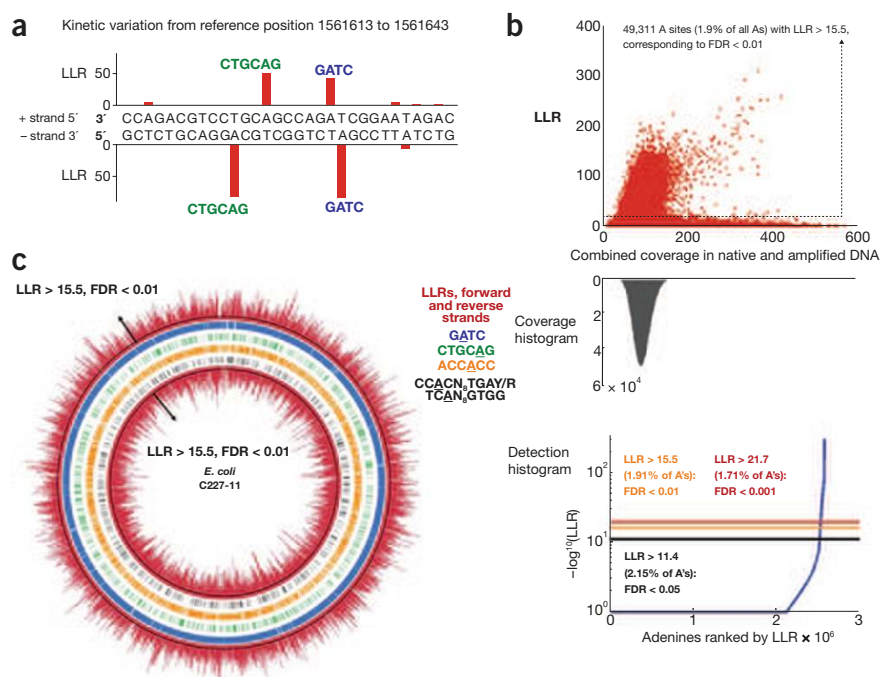 a
Kinetic variation from reference position 1561613 to 1561643
CTGCAG
GATC
LLR 50
0
+ strand 5´ 3´ CCAGACGTCCTGCAGCCAGATCGGAATAGAC
– strand 3´ 5´ GCTCTGCAGGACGTCGGTCTAGCCTTATCTG
0
LLR 50
CTGCAG
GATC
b
400
300
200
100
0
LLR
49,311 A sites (1.9% of all As) with LLR > 15.5,
corresponding to FDR < 0.01
0 200 400 600
Combined coverage in native and amplified DNA
0
2
4
6 × 10⁴
Coverage
histogram
c
LLR > 15.5, FDR < 0.01
LLR > 15.5, FDR < 0.01
E. coli
C227-11
LLRs, forward
and reverse
strands
GATC
CTGCAG
ACCACC
CCACN₈TGAY/R
TCAN₈GTGG
Detection
histogram
–log¹⁰(LLR)
10²
10¹
10⁰
LLR > 15.5
(1.91% of A's):
FDR < 0.01
LLR > 21.7
(1.71% of A's):
FDR < 0.001
LLR > 11.4
(2.15% of A's):
FDR < 0.05
0 1 2 3
Adenines ranked by LLR × 10⁶